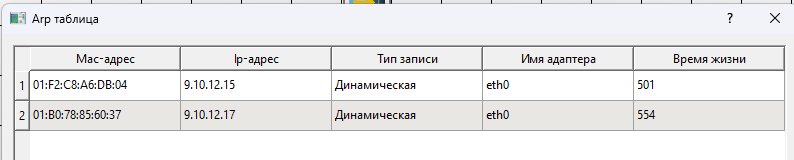 Arp таблица
Mac-адрес Ip-адрес Тип записи Имя адаптера Время жизни
1 01:F2:C8:A6:DB:04 9.10.12.15 Динамическая eth0 501
2 01:B0:78:85:60:37 9.10.12.17 Динамическая eth0 554